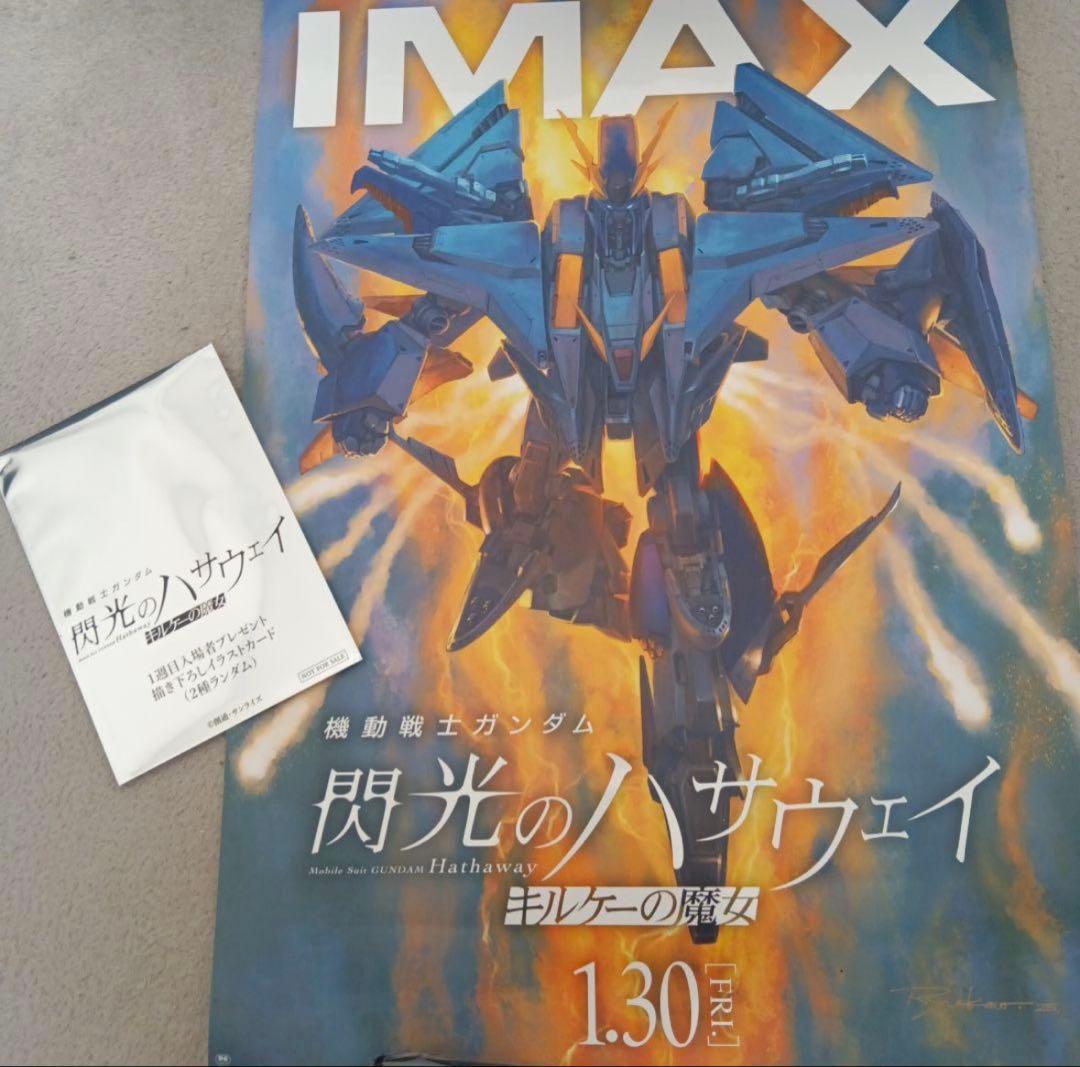 IMAX
機動戦士ガンダム
閃光のハサウェイ
Mobile Suit GUNDAM Hathaway
キルケーの魔女
1.30 [FRI.]
機動戦士ガンダム
閃光のハサウェイ
Mobile Suit GUNDAM Hathaway
キルケーの魔女
1週目入場者プレゼント
描き下ろしイラストカード
(2種ランダム)
NOT FOR SALE
©創通・サンライズ